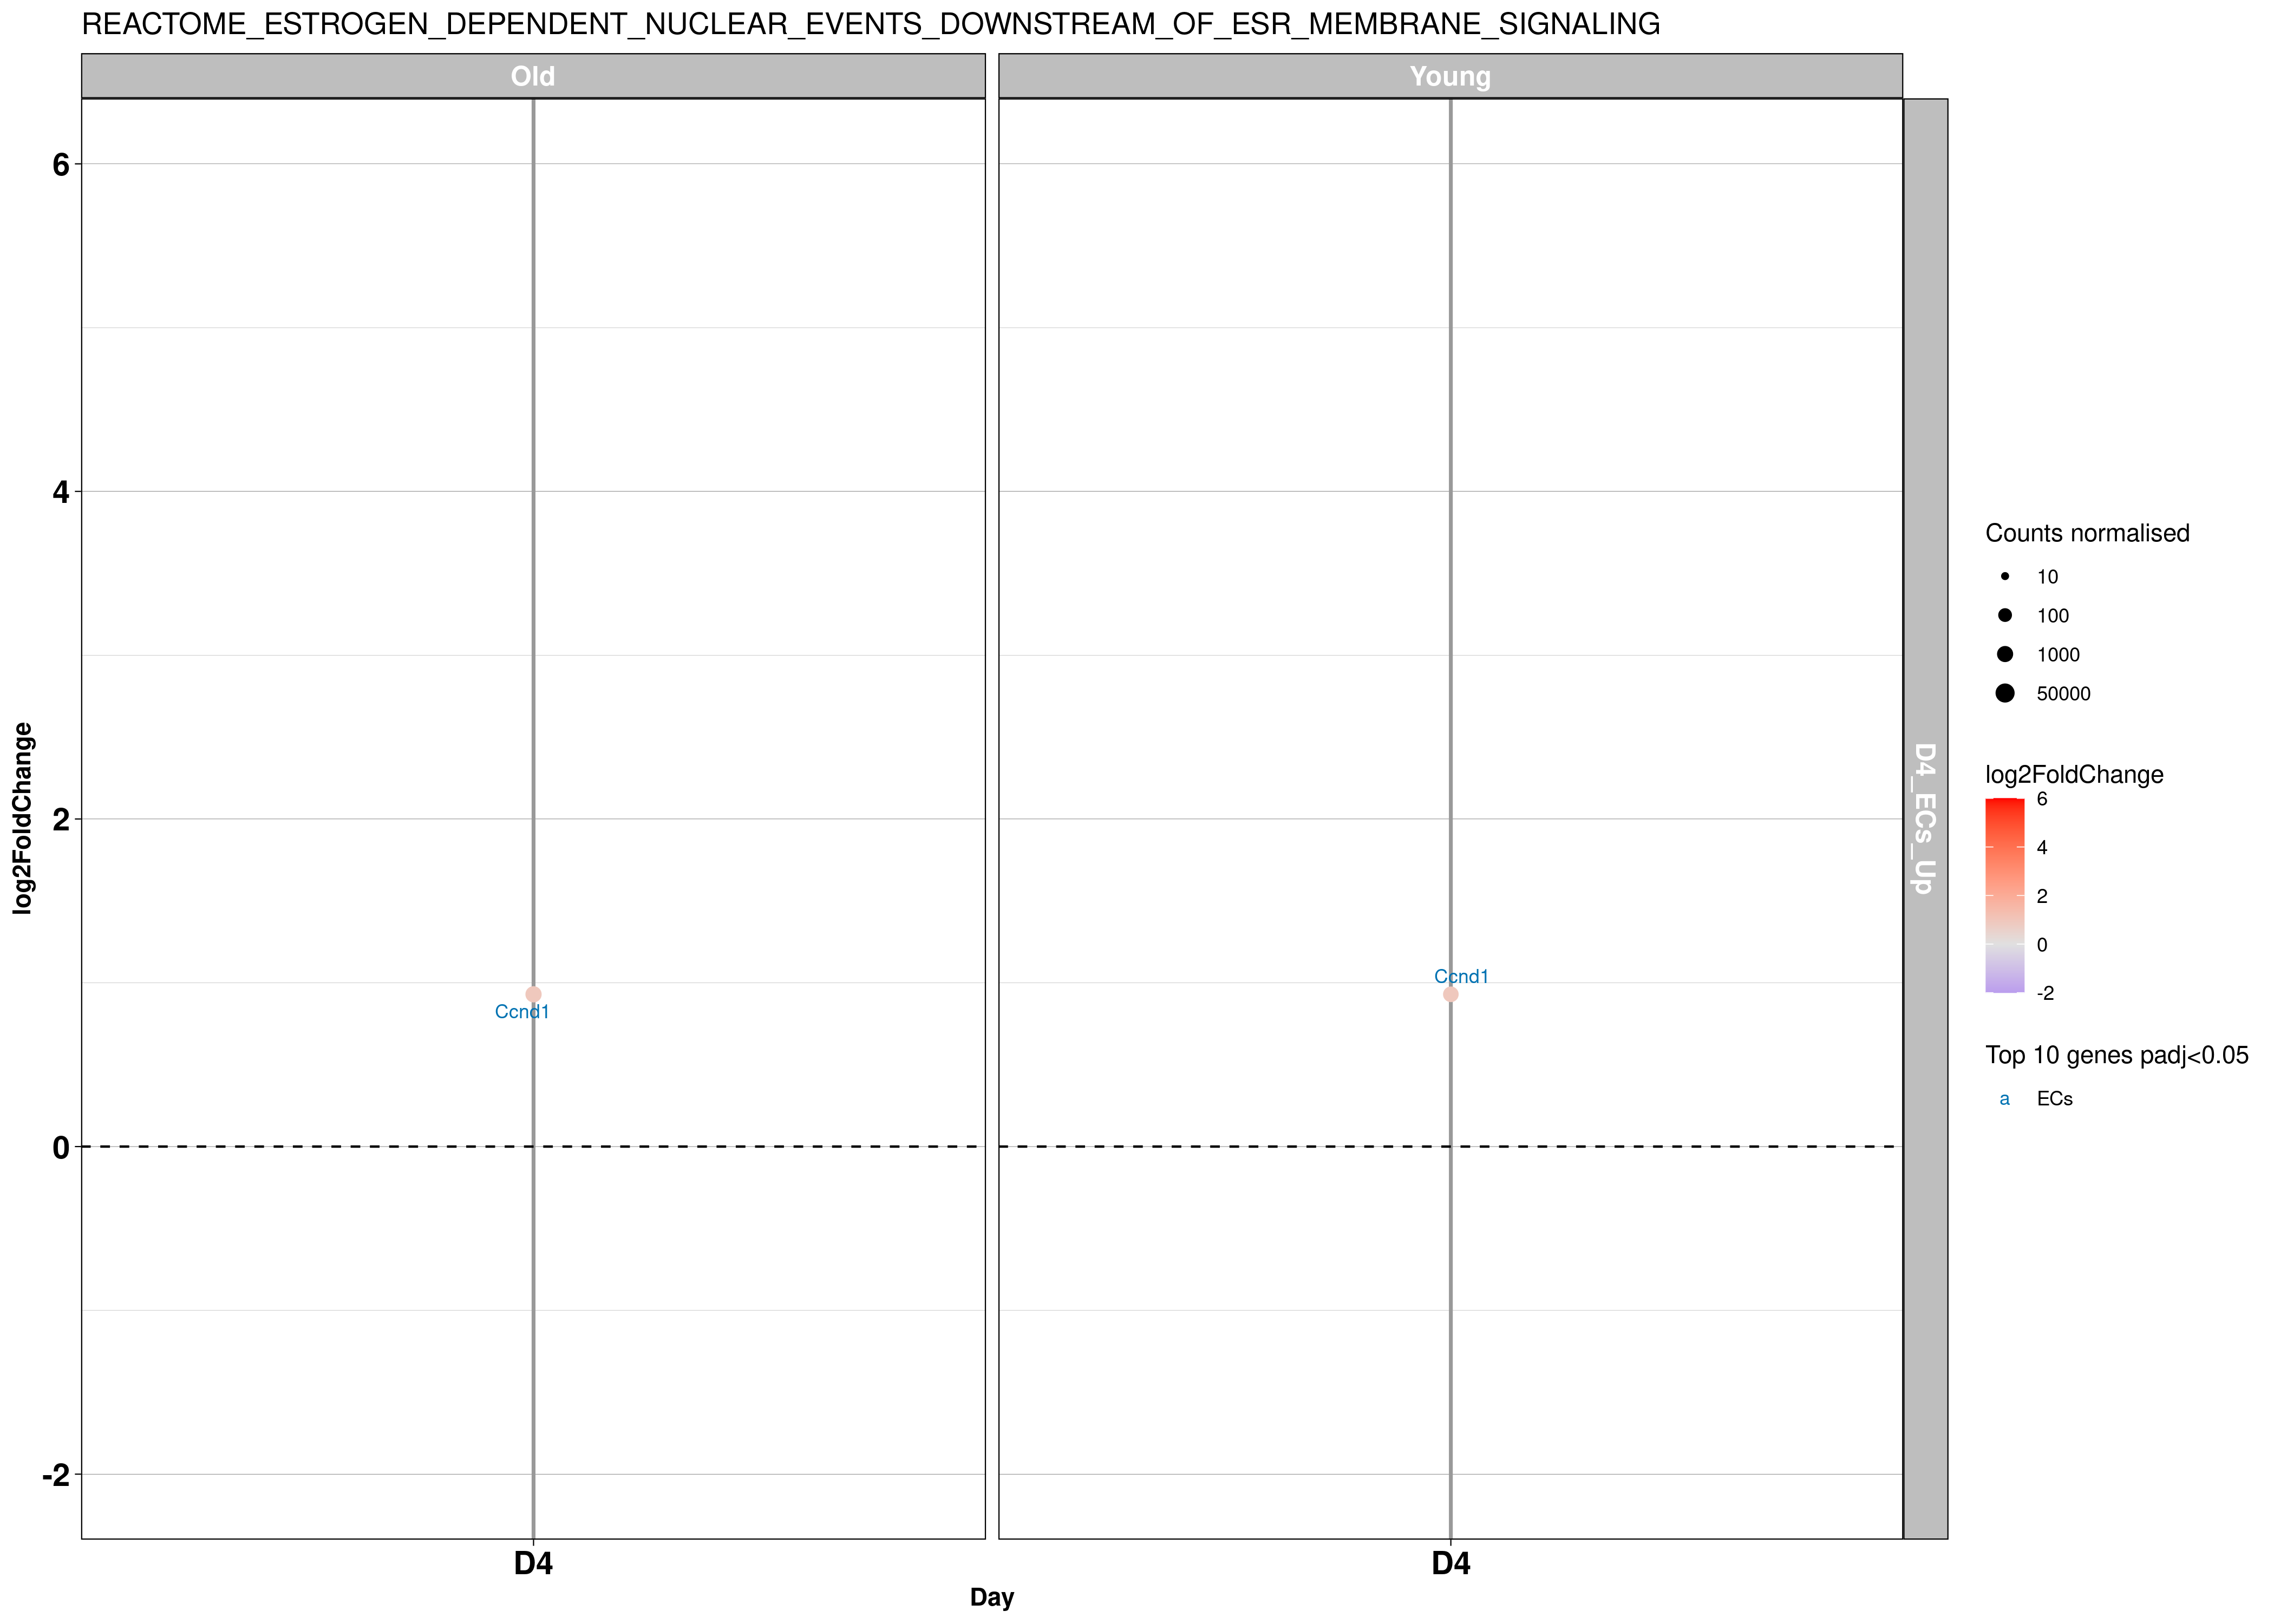 REACTOME_ESTROGEN_DEPENDENT_NUCLEAR_EVENTS_DOWNSTREAM_OF_ESR_MEMBRANE_SIGNALING
Old
Young
6
4
2
0
-2
log2FoldChange
Ccnd1
Ccnd1
D4_ECs_Up
D4
D4
Day
Counts normalised
10
100
1000
50000
log2FoldChange
6
4
2
0
-2
Top 10 genes padj<0.05
a ECs